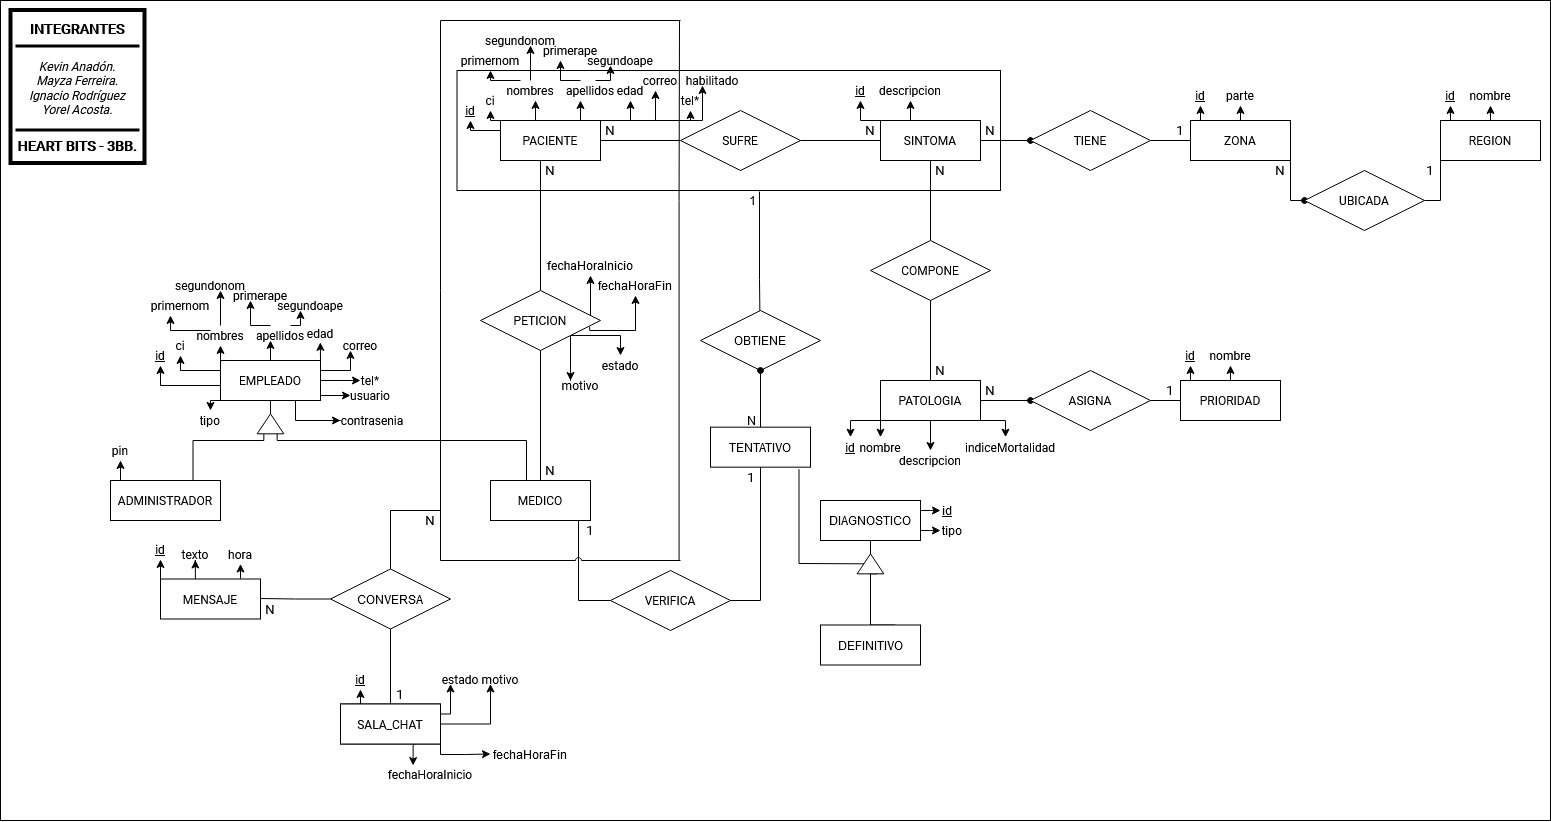 INTEGRANTES
Kevin Anadón.
Mayza Ferreira.
Ignacio Rodríguez
Yorel Acosta.
HEART BITS - 3BB.
segundonom
primerape
primernom
segundoape
nombres
apellidos
edad
correo
habilitado
tel*
ci
id
PACIENTE
N
N
SUFRE
id
descripcion
N
SINTOMA
N
N
TIENE
1
id
parte
ZONA
N
id
nombre
REGION
1
UBICADA
1
COMPONE
fechaHoraInicio
fechaHoraFin
PETICION
estado
motivo
OBTIENE
segundonom
primerape
primernom
segundoape
nombres
apellidos
edad
ci
id
correo
EMPLEADO
tel*
usuario
tipo
contrasenia
N
PATOLOGIA
N
id
nombre
descripcion
indiceMortalidad
ASIGNA
1
id
nombre
PRIORIDAD
N
TENTATIVO
1
pin
ADMINISTRADOR
N
MEDICO
1
N
DIAGNOSTICO
id
tipo
id
texto
hora
MENSAJE
N
CONVERSA
VERIFICA
DEFINITIVO
id
1
estado
motivo
SALA_CHAT
fechaHoraFin
fechaHoraInicio